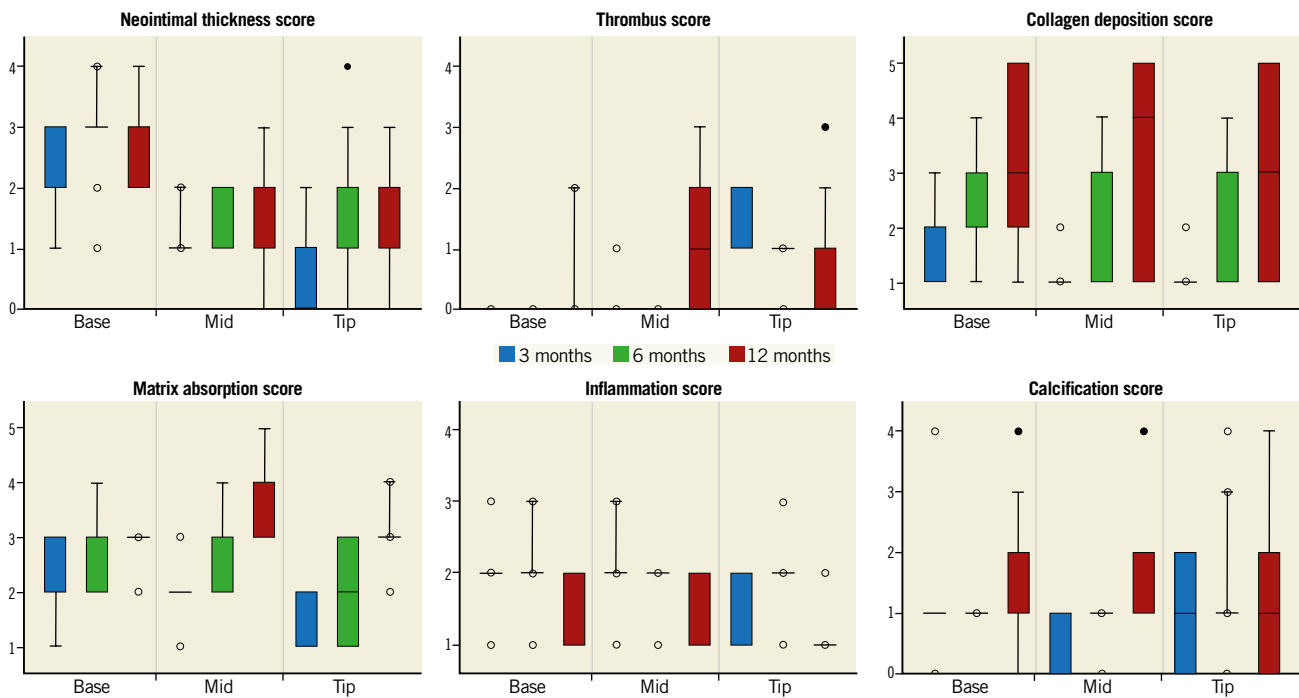 Neointimal thickness score
4
3
2
1
0
Base Mid Tip
Thrombus score
4
3
2
1
0
Base Mid Tip
Collagen deposition score
5
4
3
2
1
Base Mid Tip
3 months 6 months 12 months
Matrix absorption score
5
4
3
2
1
Base Mid Tip
Inflammation score
4
3
2
1
Base Mid Tip
Calcification score
4
3
2
1
0
Base Mid Tip